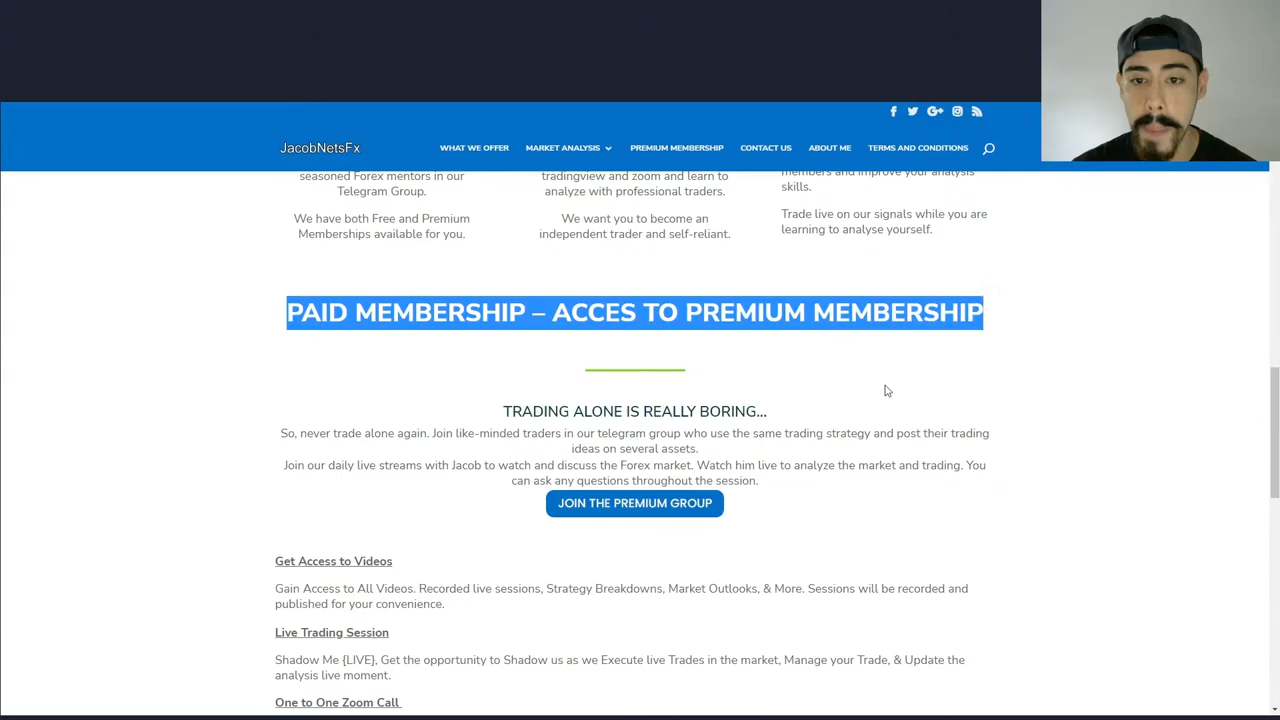 JacobNetsFx
WHAT WE OFFER
MARKET ANALYSIS
PREMIUM MEMBERSHIP
CONTACT US
ABOUT ME
TERMS AND CONDITIONS
seasoned Forex mentors in our
Telegram Group.
We have both Free and Premium
Memberships available for you.
tradingview and zoom and learn to
analyze with professional traders.
We want you to become an
independent trader and self-reliant.
members and improve your analysis
skills.
Trade live on our signals while you are
learning to analyse yourself.
PAID MEMBERSHIP – ACCES TO PREMIUM MEMBERSHIP
TRADING ALONE IS REALLY BORING...
So, never trade alone again. Join like-minded traders in our telegram group who use the same trading strategy and post their trading
ideas on several assets.
Join our daily live streams with Jacob to watch and discuss the Forex market. Watch him live to analyze the market and trading. You
can ask any questions throughout the session.
JOIN THE PREMIUM GROUP
Get Access to Videos
Gain Access to All Videos. Recorded live sessions, Strategy Breakdowns, Market Outlooks, & More. Sessions will be recorded and
published for your convenience.
Live Trading Session
Shadow Me {LIVE}, Get the opportunity to Shadow us as we Execute live Trades in the market, Manage your Trade, & Update the
analysis live moment.
One to One Zoom Call